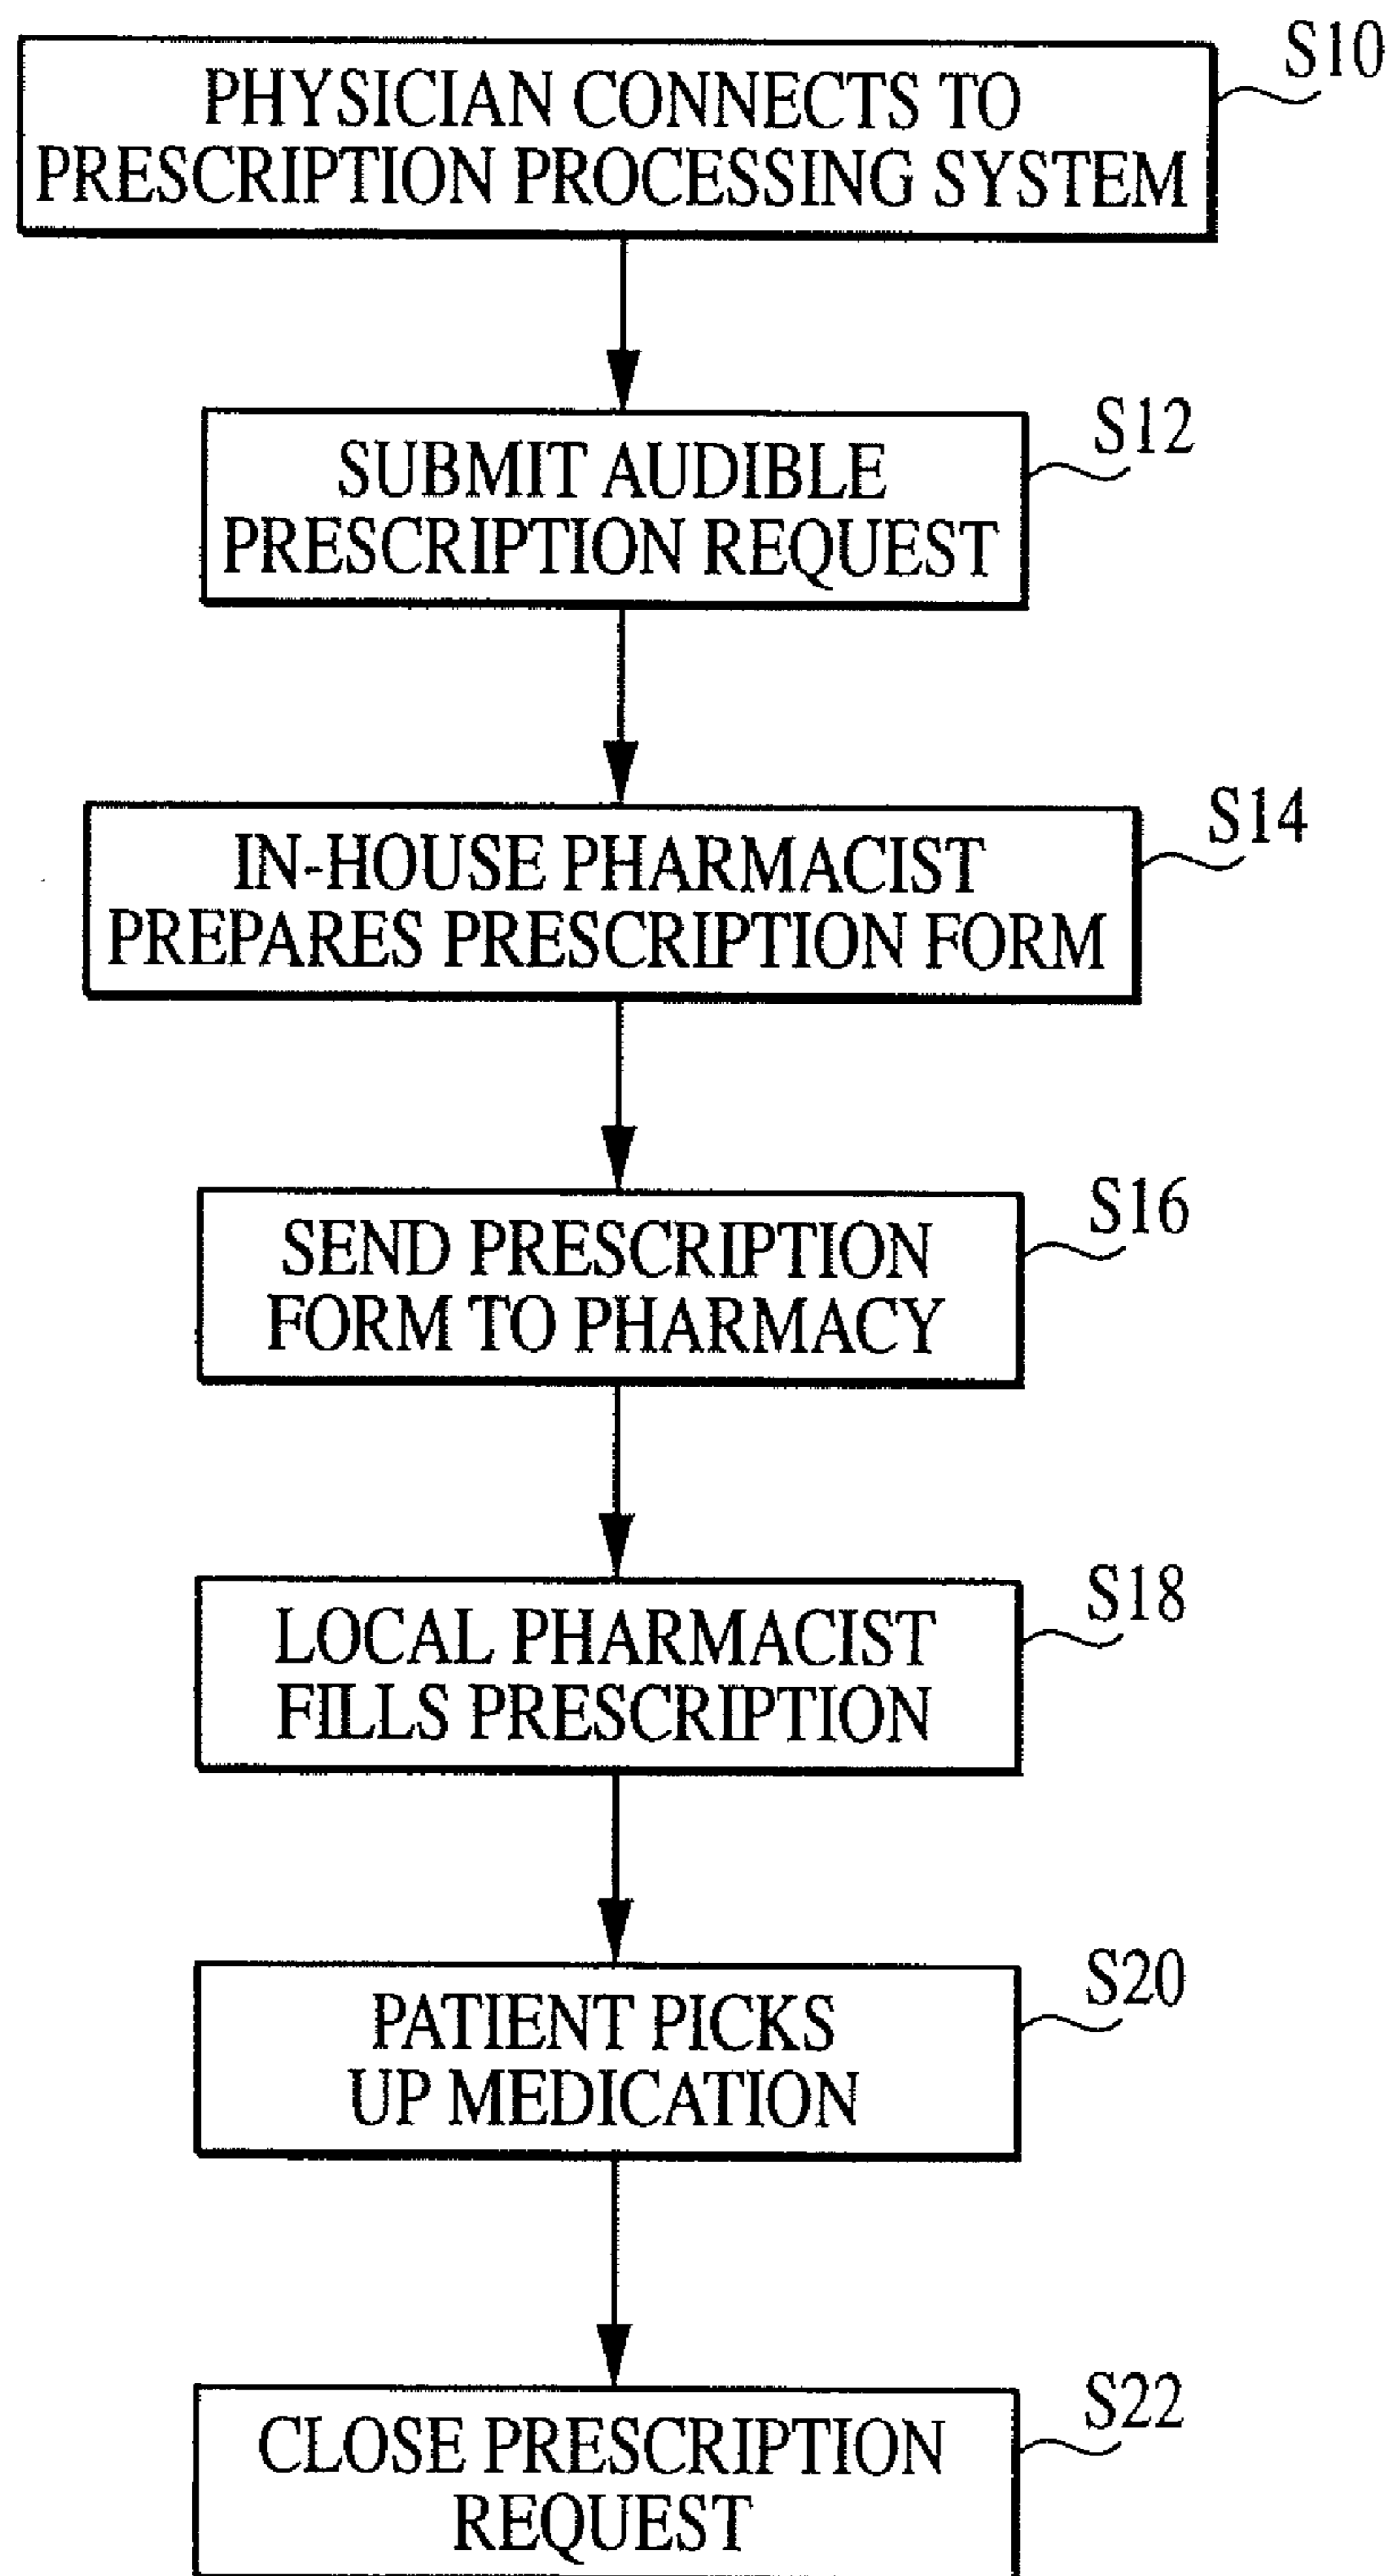 S10
PHYSICIAN CONNECTS TO
PRESCRIPTION PROCESSING SYSTEM
S12
SUBMIT AUDIBLE
PRESCRIPTION REQUEST
S14
IN-HOUSE PHARMACIST
PREPARES PRESCRIPTION FORM
S16
SEND PRESCRIPTION
FORM TO PHARMACY
S18
LOCAL PHARMACIST
FILLS PRESCRIPTION
S20
PATIENT PICKS
UP MEDICATION
S22
CLOSE PRESCRIPTION
REQUEST